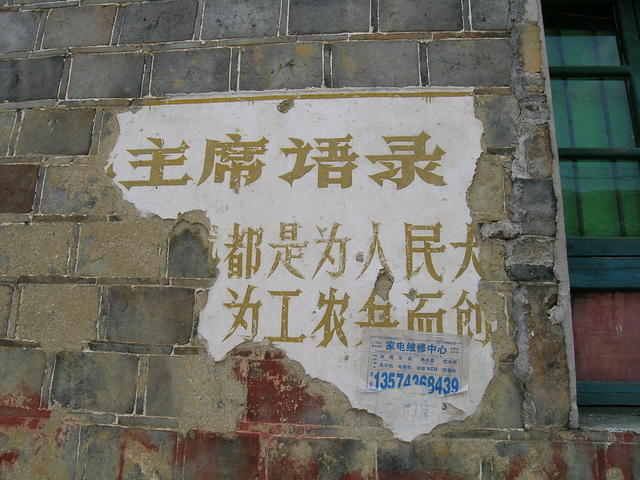 主席语录
都是为人民大
为工农兵而创
家电维修中心
VCD
13574368439